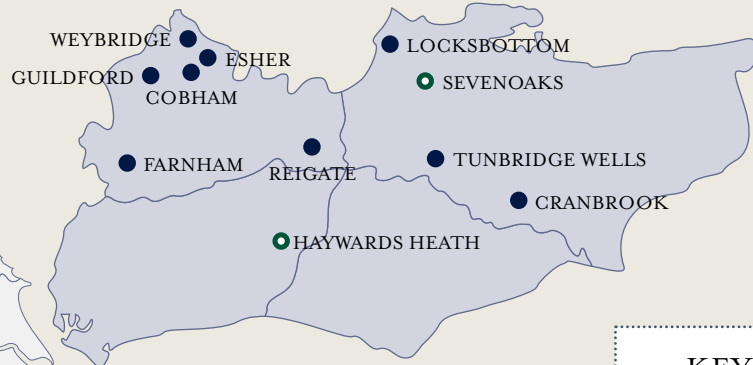 WEYBRIDGE
LOCKSBOTTOM
ESHER
GUILDFORD
SEVENOAKS
COBHAM
FARNHAM
TUNBRIDGE WELLS
REIGATE
CRANBROOK
HAYWARDS HEATH
KEY